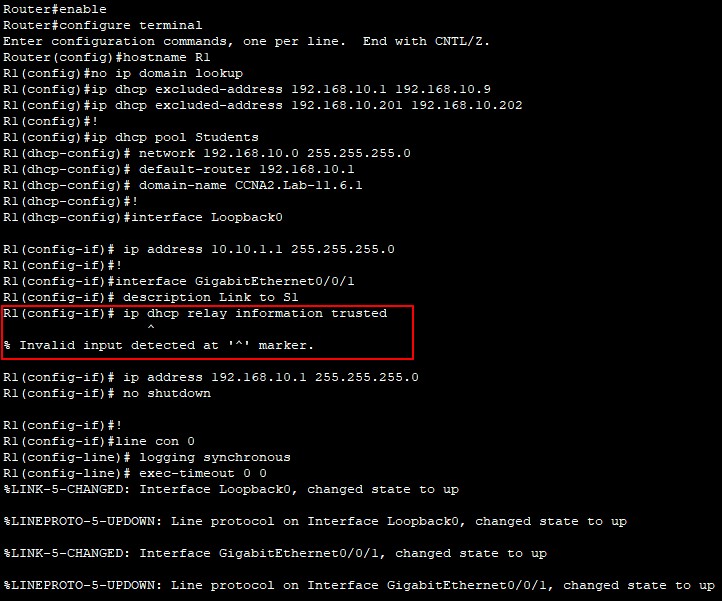 Router#enable
Router#configure terminal
Enter configuration commands, one per line.  End with CNTL/Z.
Router(config)#hostname R1
R1(config)#no ip domain lookup
R1(config)#ip dhcp excluded-address 192.168.10.1 192.168.10.9
R1(config)#ip dhcp excluded-address 192.168.10.201 192.168.10.202
R1(config)#!
R1(config)#ip dhcp pool Students
R1(dhcp-config)# network 192.168.10.0 255.255.255.0
R1(dhcp-config)# default-router 192.168.10.1
R1(dhcp-config)# domain-name CCNA2.Lab-11.6.1
R1(dhcp-config)#!
R1(dhcp-config)#interface Loopback0
R1(config-if)# ip address 10.10.1.1 255.255.255.0
R1(config-if)#!
R1(config-if)#interface GigabitEthernet0/0/1
R1(config-if)# description Link to S1
R1(config-if)# ip dhcp relay information trusted
^
% Invalid input detected at '^' marker.
R1(config-if)# ip address 192.168.10.1 255.255.255.0
R1(config-if)# no shutdown
R1(config-if)#!
R1(config-if)#line con 0
R1(config-line)# logging synchronous
R1(config-line)# exec-timeout 0 0
%LINK-5-CHANGED: Interface Loopback0, changed state to up
%LINEPROTO-5-UPDOWN: Line protocol on Interface Loopback0, changed state to up
%LINK-5-CHANGED: Interface GigabitEthernet0/0/1, changed state to up
%LINEPROTO-5-UPDOWN: Line protocol on Interface GigabitEthernet0/0/1, changed state to up